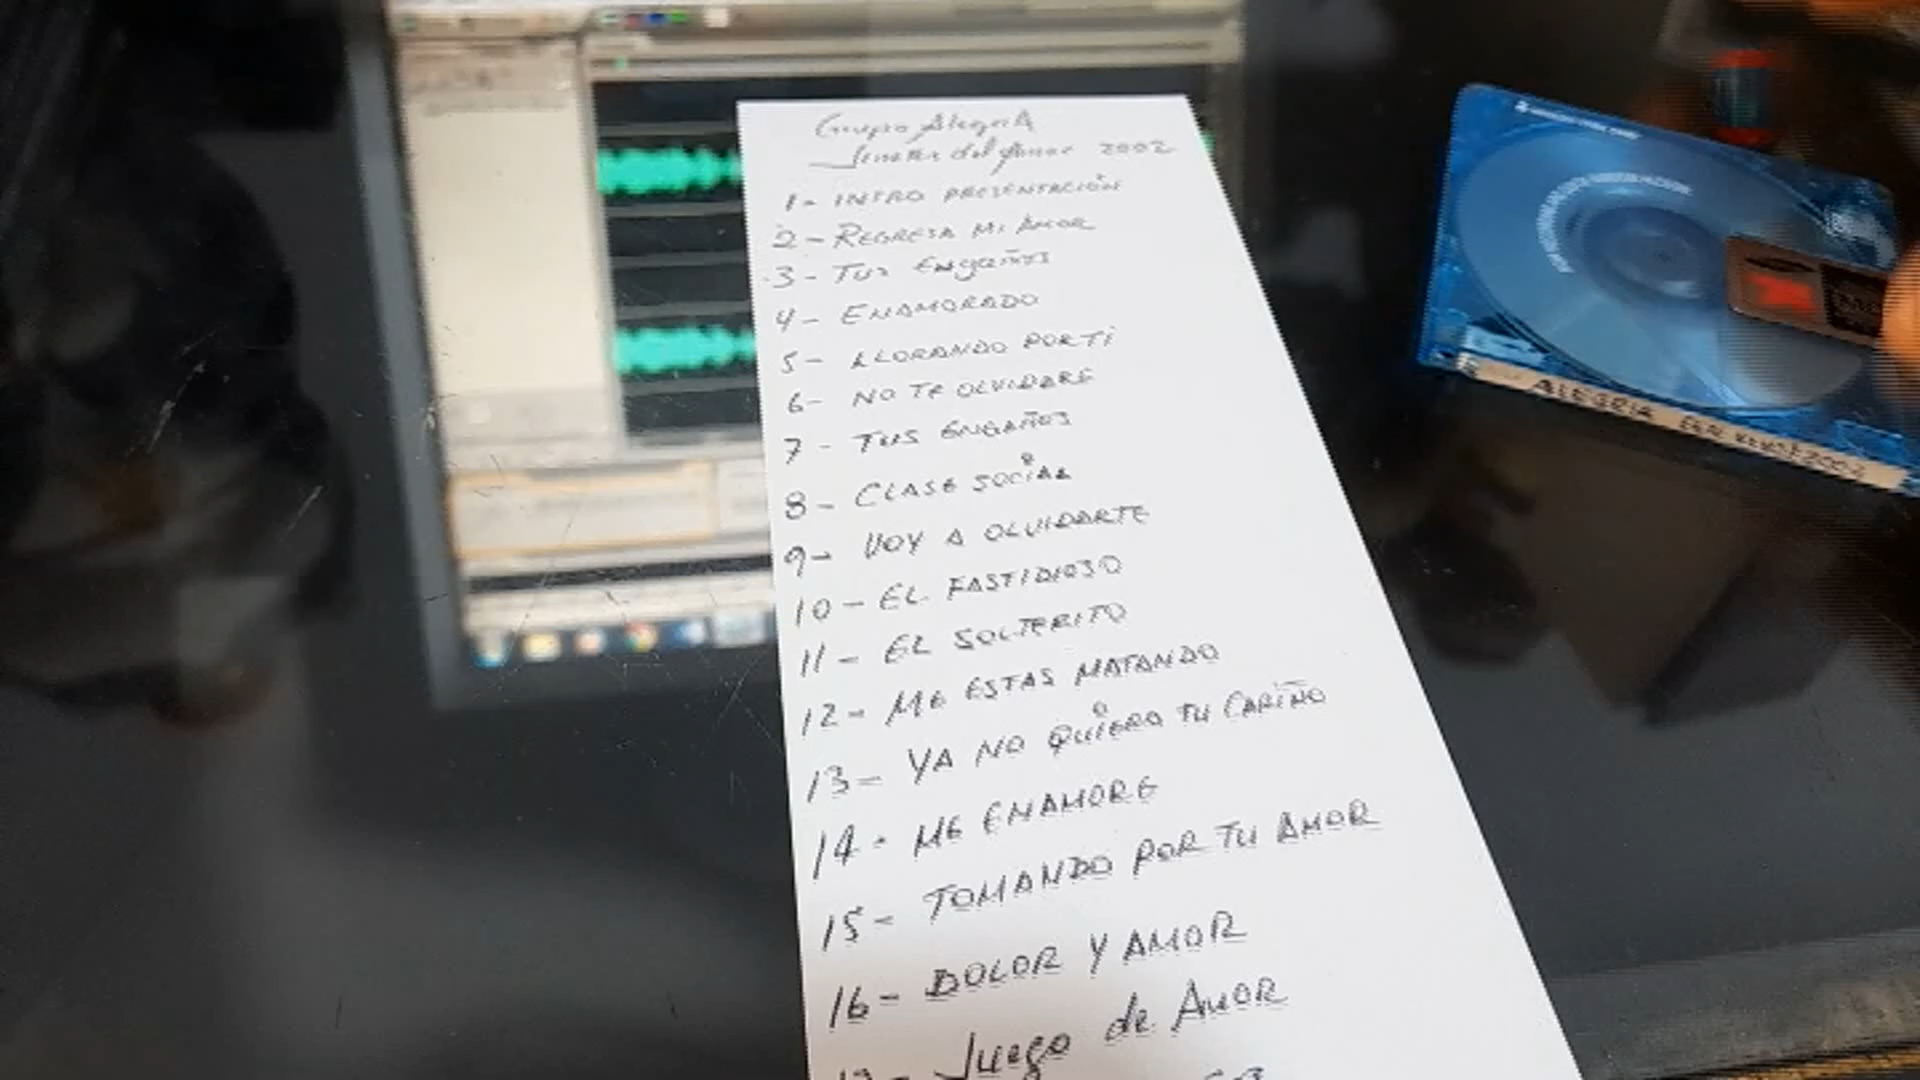 Grupo Alegria
del Amor 2002
1- INTRO PRESENTACIÓN
2- REGRESA MI AMOR
3- Tus Engaños
4- ENAMORADO
5- LLORANDO POR TI
6- NO TE OLVIDARE
7- TUS ENGAÑOS
8- CLASE SOCIAL
9- VOY A OLVIDARTE
10- EL FASTIDIOSO
11- EL SOLTERITO
12- ME ESTAS MATANDO
13- YA NO QUIERO TU CARIÑO
14- ME ENAMORE
15- TOMANDO POR TU AMOR
16- DOLOR Y AMOR
Juego de Amor
ALEGRIA 2002